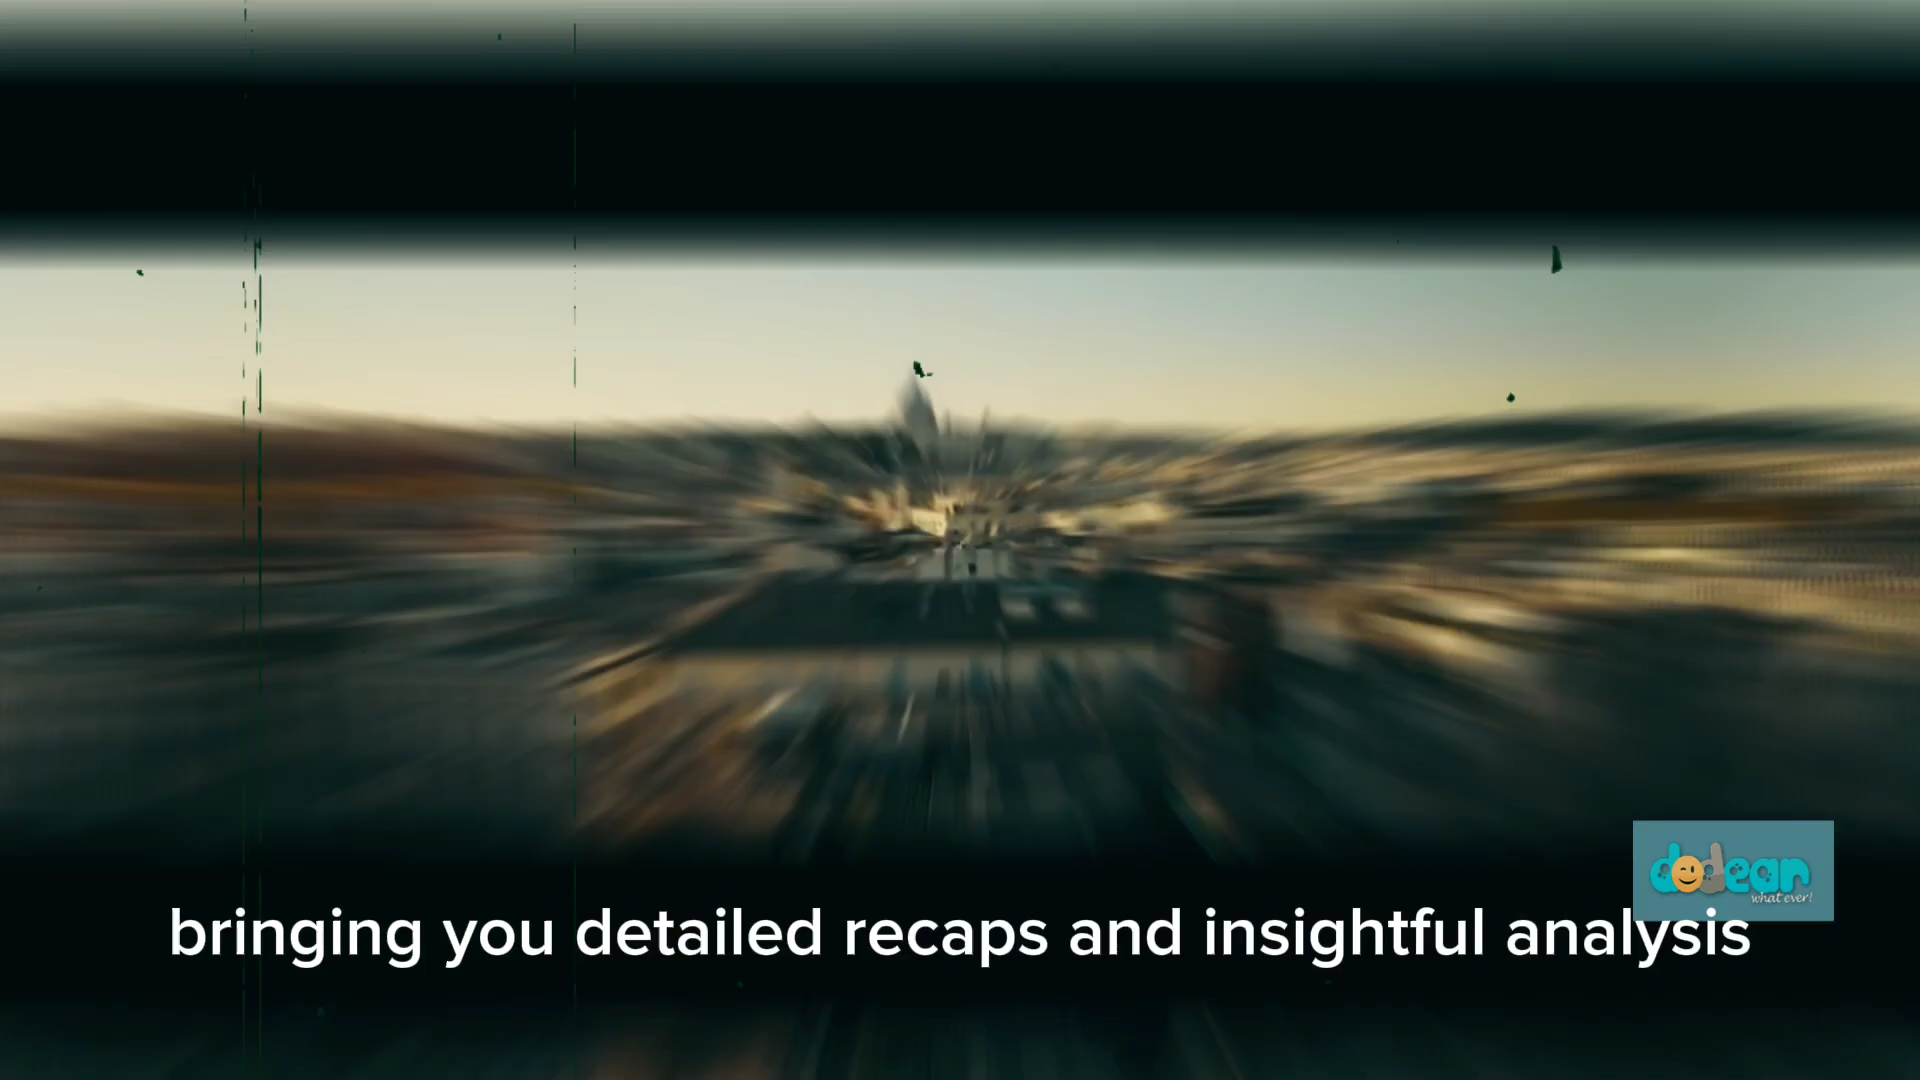 dodean
what ever!
bringing you detailed recaps and insightful analysis